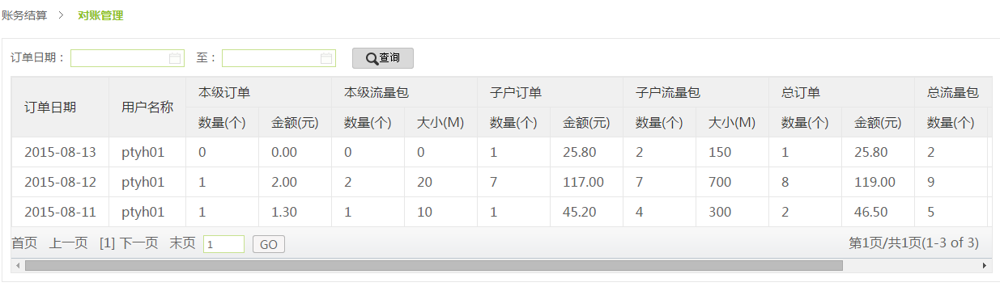 账务结算 > 对账管理
订单日期： 至： 查询
订单日期 用户名称 本级订单 本级流量包 子户订单 子户流量包 总订单 总流量包
数量(个) 金额(元) 数量(个) 大小(M) 数量(个) 金额(元) 数量(个) 大小(M) 数量(个) 金额(元) 数量(个)
2015-08-13 ptyh01 0 0.00 0 0 1 25.80 2 150 1 25.80 2
2015-08-12 ptyh01 1 2.00 2 20 7 117.00 7 700 8 119.00 9
2015-08-11 ptyh01 1 1.30 1 10 1 45.20 4 300 2 46.50 5
首页 上一页 [1] 下一页 末页 1 GO 第1页/共1页(1-3 of 3)